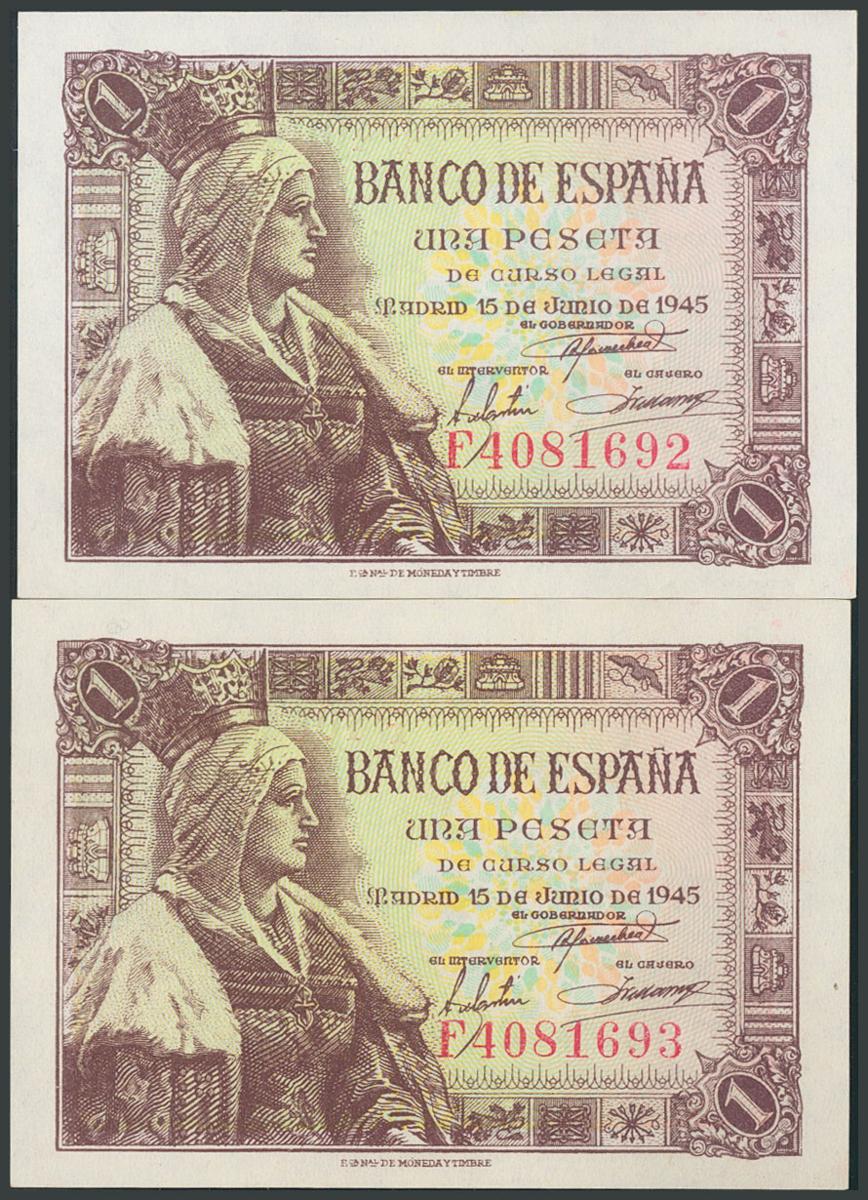 1
1
BANCO DE ESPAÑA
UNA PESETA
DE CURSO LEGAL
MADRID 15 DE JUNIO DE 1945
EL GOBERNADOR
EL INTERVENTOR EL CAJERO
F4081692
1
F.ca NAL. DE MONEDA Y TIMBRE
1
1
BANCO DE ESPAÑA
UNA PESETA
DE CURSO LEGAL
MADRID 15 DE JUNIO DE 1945
EL GOBERNADOR
EL INTERVENTOR EL CAJERO
F4081693
1
F.ca NAL. DE MONEDA Y TIMBRE